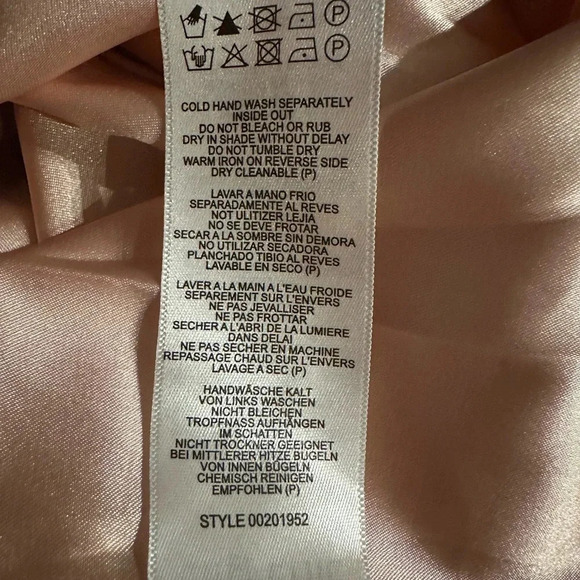 P
P
COLD HAND WASH SEPARATELY
INSIDE OUT
DO NOT BLEACH OR RUB
DRY IN SHADE WITHOUT DELAY
DO NOT TUMBLE DRY
WARM IRON ON REVERSE SIDE
DRY CLEANABLE (P)
LAVAR A MANO FRIO
SEPARADAMENTE AL REVES
NOT ULITIZER LEJIA
NO SE DEVE FROTAR
SECAR A LA SOMBRE SIN DEMORA
NO UTILIZAR SECADORA
PLANCHADO TIBIO AL REVES
LAVABLE EN SECO (P)
LAVER A LA MAIN A L'EAU FROIDE
SEPAREMENT SUR L'ENVERS
NE PAS JEVALLISER
NE PAS FROTTAR
SECHER A L'ABRI DE LA LUMIERE
DANS DELAI
NE PAS SECHER EN MACHINE
REPASSAGE CHAUD SUR L'ENVERS
LAVAGE A SEC (P)
HANDWÄSCHE KALT
VON LINKS WASCHEN
NICHT BLEICHEN
TROPFNASS AUFHÄNGEN
IM SCHATTEN
NICHT TROCKNER GEEIGNET
BEI MITTLERER HITZE BUGELN
VON INNEN BÜGELN
CHEMISCH REINIGEN
EMPFOHLEN (P)
STYLE 00201952